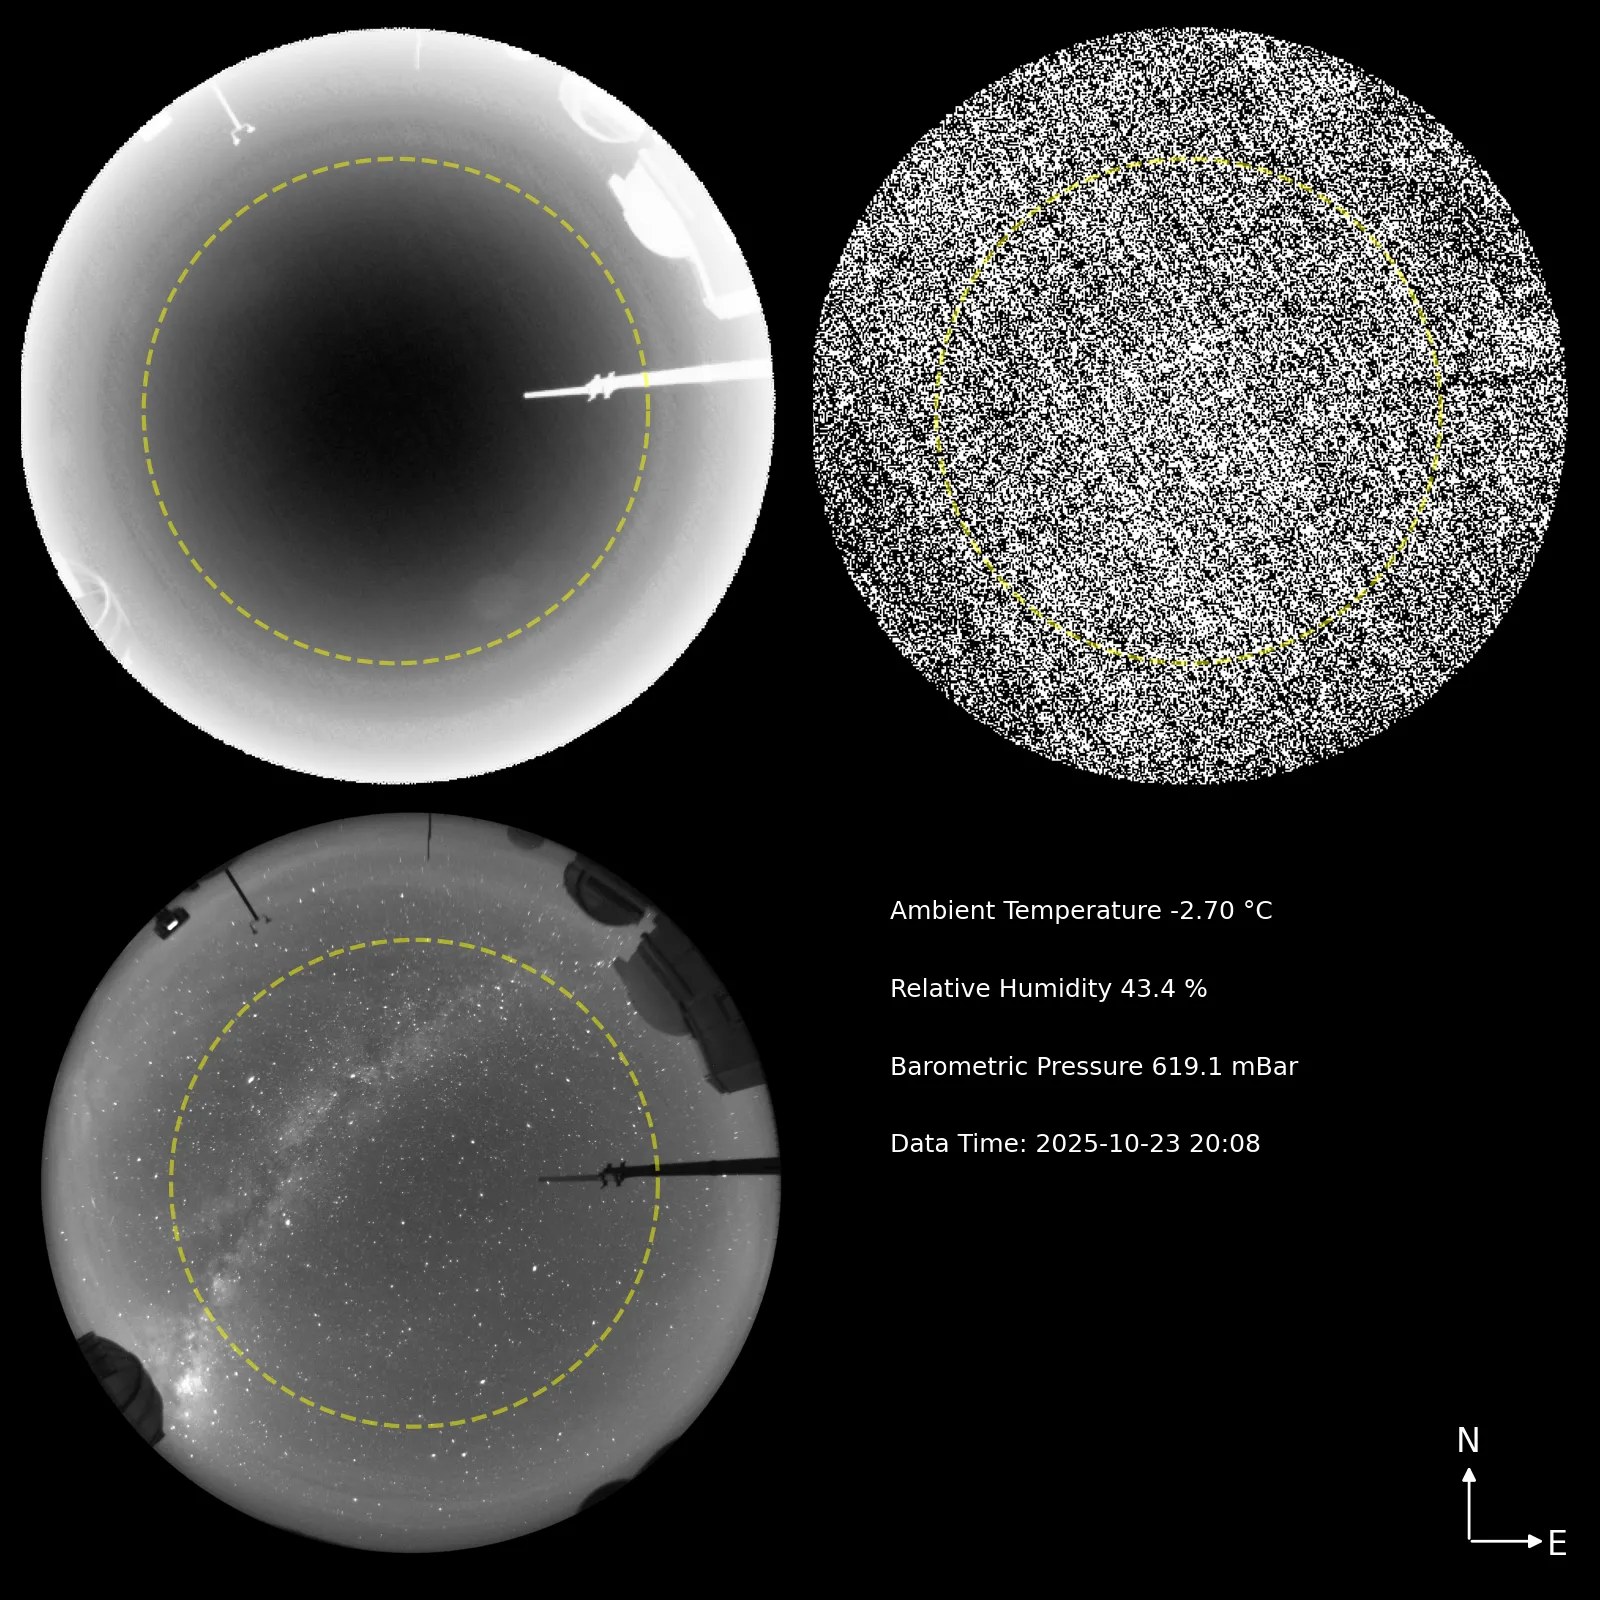 Ambient Temperature -2.70 °C
Relative Humidity 43.4 %
Barometric Pressure 619.1 mBar
Data Time: 2025-10-23 20:08
N
E